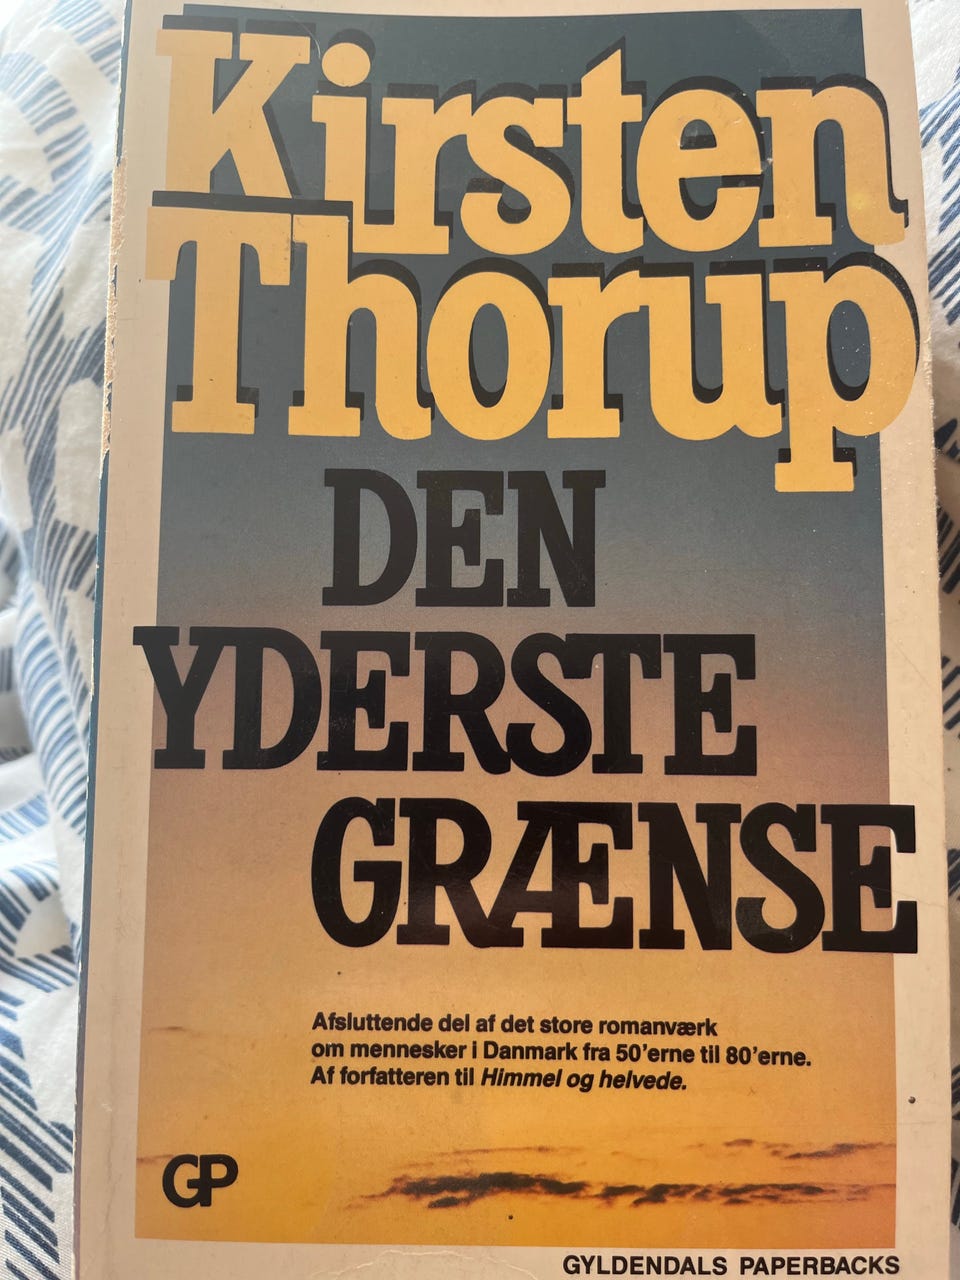 Kirsten
Thorup
DEN
YDERSTE
GRÆNSE
Afsluttende del af det store romanværk
om mennesker i Danmark fra 50'erne til 80'erne.
Af forfatteren til Himmel og helvede.
GP
GYLDENDALS PAPERBACKS